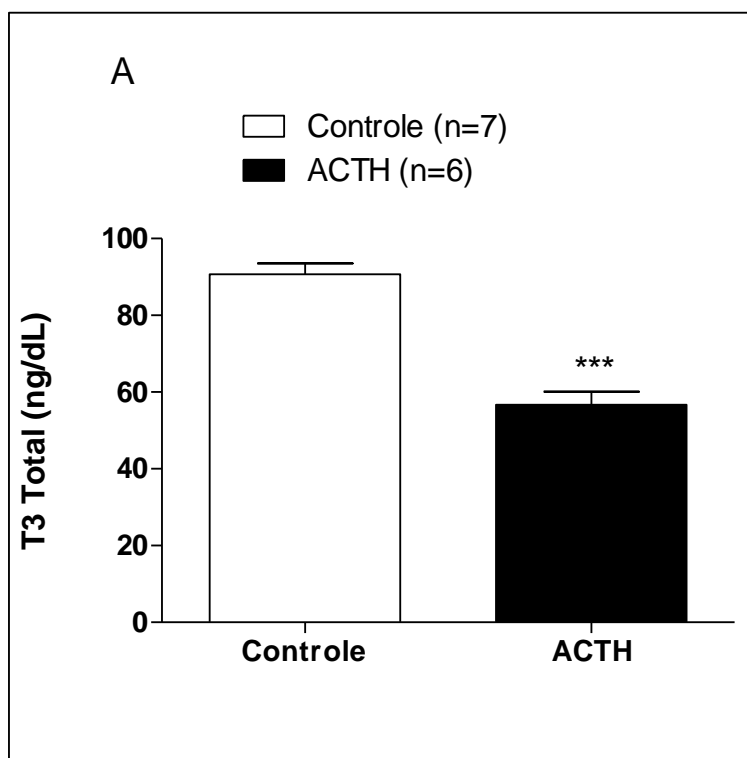 A
Controle (n=7)
ACTH (n=6)
T3 Total (ng/dL)
100
80
60
40
20
0
***
Controle
ACTH